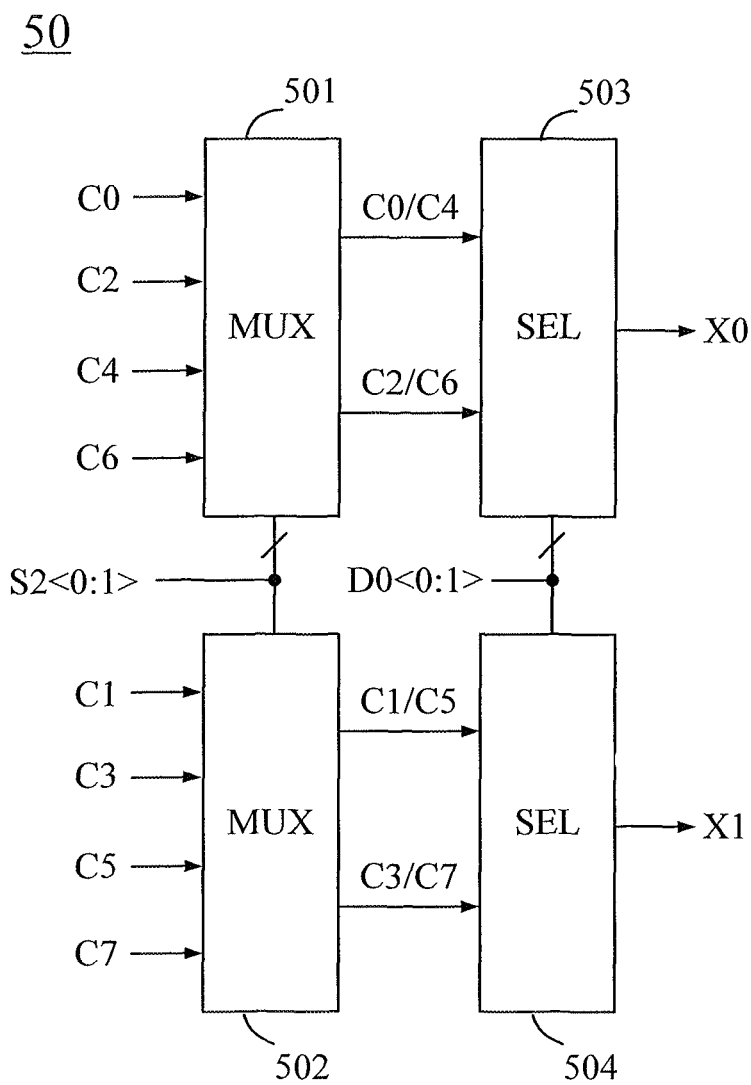 50
501
503
C0
C2
C4
C6
MUX
C0/C4
C2/C6
SEL
X0
S2<0:1>
D0<0:1>
C1
C3
C5
C7
MUX
C1/C5
C3/C7
SEL
X1
502
504